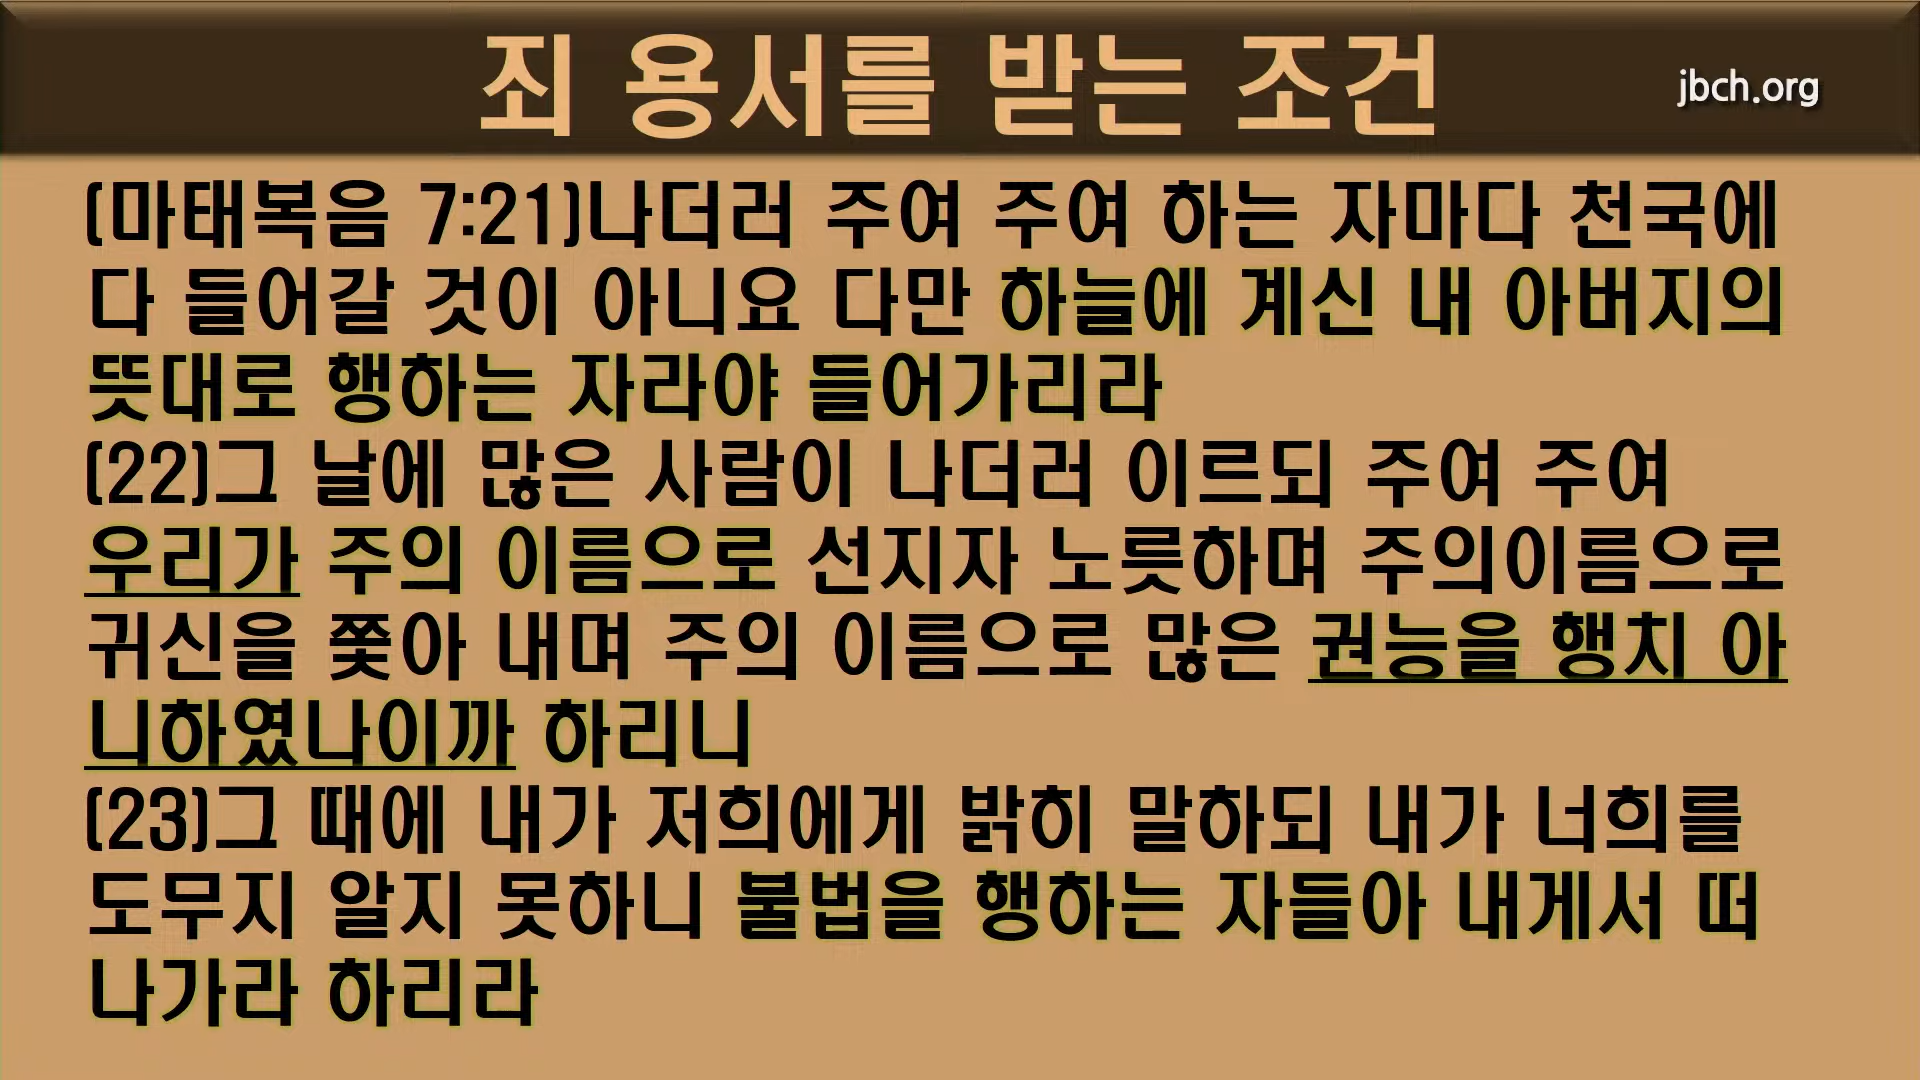 죄 용서를 받는 조건
jbch.org
(마태복음 7:21)나더러 주여 주여 하는 자마다 천국에
다 들어갈 것이 아니요 다만 하늘에 계신 내 아버지의
뜻대로 행하는 자라야 들어가리라
(22)그 날에 많은 사람이 나더러 이르되 주여 주여
우리가 주의 이름으로 선지자 노릇하며 주의이름으로
귀신을 쫓아 내며 주의 이름으로 많은 권능을 행치 아
니하였나이까 하리니
(23)그 때에 내가 저희에게 밝히 말하되 내가 너희를
도무지 알지 못하니 불법을 행하는 자들아 내게서 떠
나가라 하리라